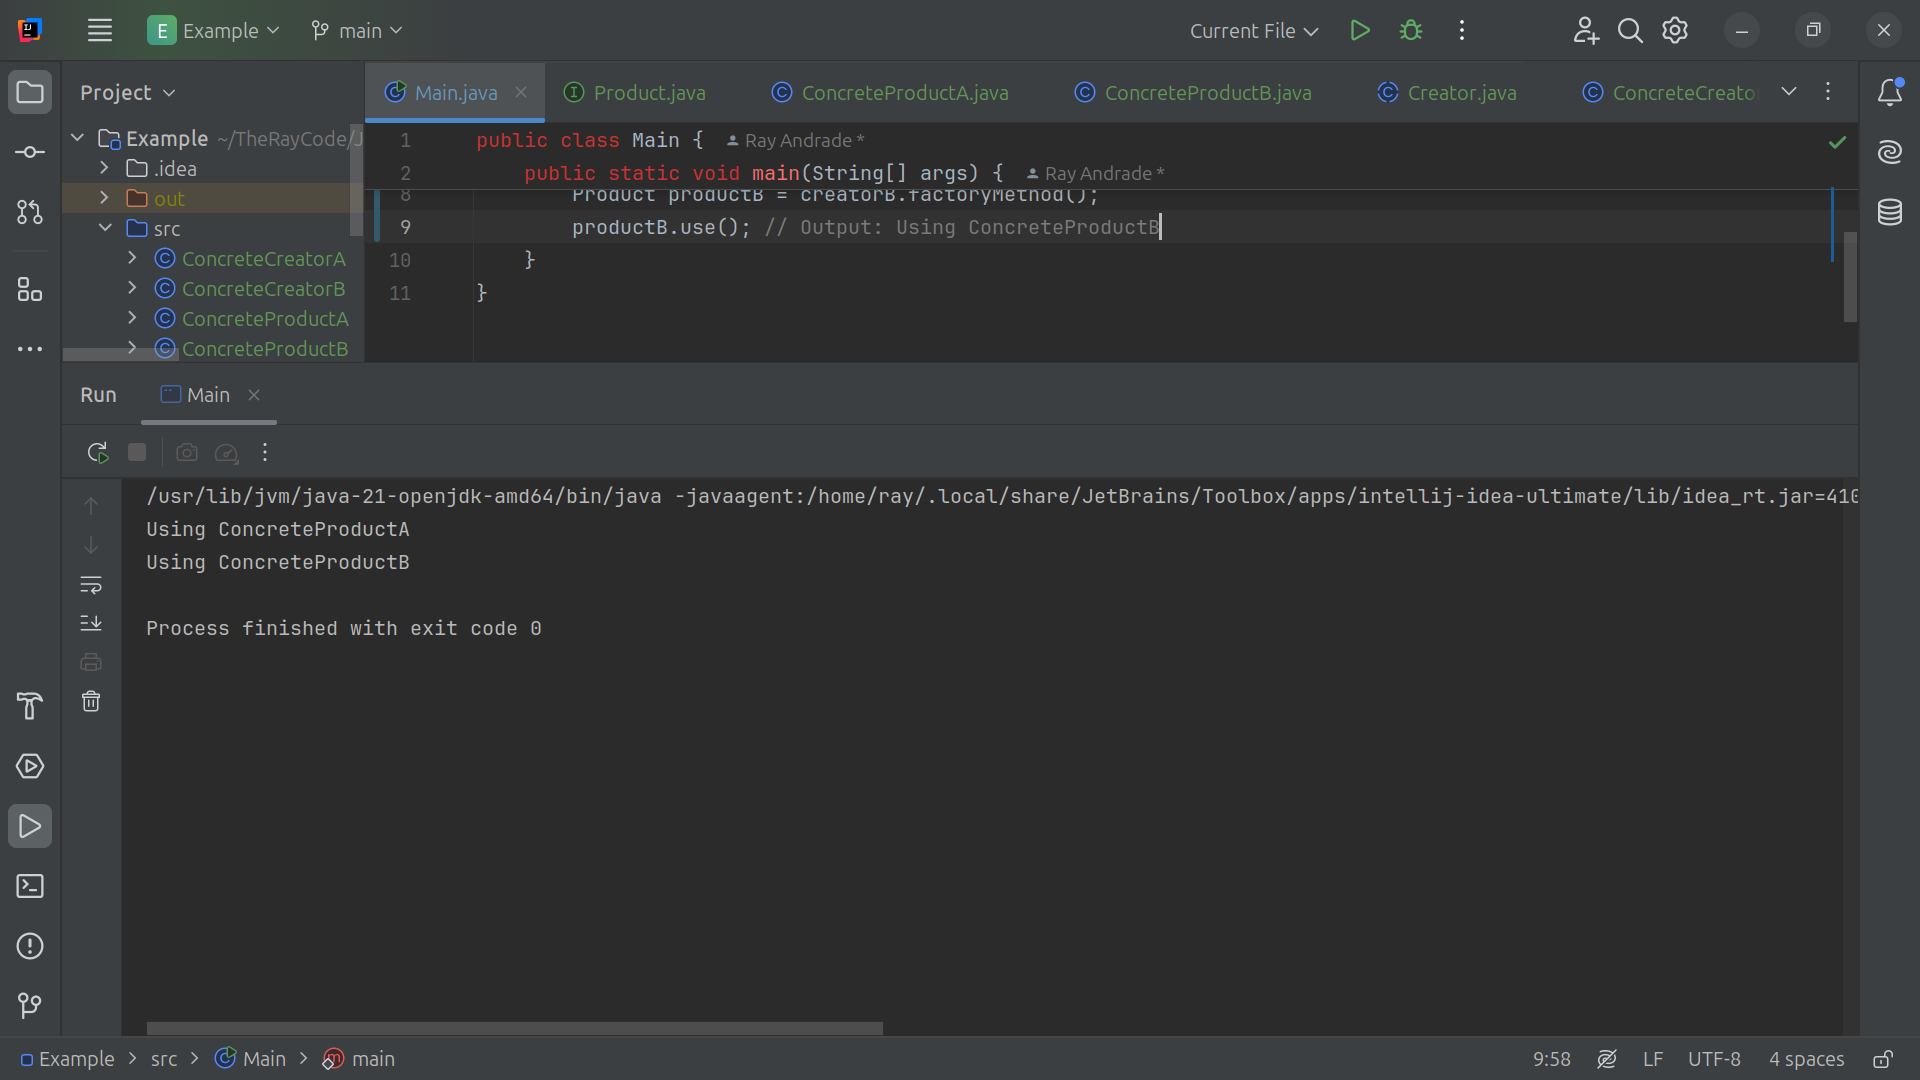 E Example main Current File
Project
Main.java Product.java ConcreteProductA.java ConcreteProductB.java Creator.java ConcreteCreato
Example ~/TheRayCode/J
.idea
out
src
ConcreteCreatorA
ConcreteCreatorB
ConcreteProductA
ConcreteProductB
1 public class Main { Ray Andrade *
2 public static void main(String[] args) { Ray Andrade *
8 Product productB = creatorB.factoryMethod();
9 productB.use(); // Output: Using ConcreteProductB
10 }
11 }
Run Main
/usr/lib/jvm/java-21-openjdk-amd64/bin/java -javaagent:/home/ray/.local/share/JetBrains/Toolbox/apps/intellij-idea-ultimate/lib/idea_rt.jar=410
Using ConcreteProductA
Using ConcreteProductB
Process finished with exit code 0
Example src Main main 9:58 LF UTF-8 4 spaces